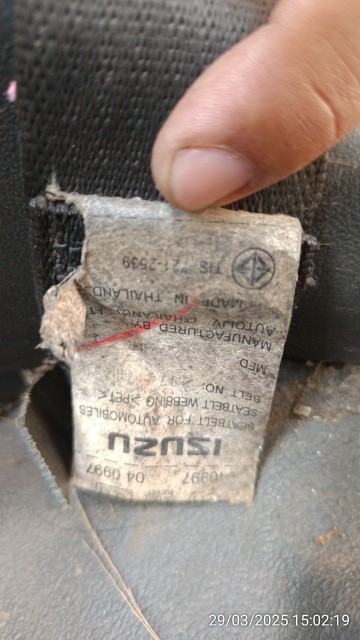 04 0997
ISUZU
SEATBELT FOR AUTOMOBILES
SEATBELT WEBBING >PET<
BELT NO:
MFD
MANUFACTURED BY:
AUTOLIV (THAILAND)
MADE IN THAILAND
TIS 721-2539
29/03/2025 15:02:19